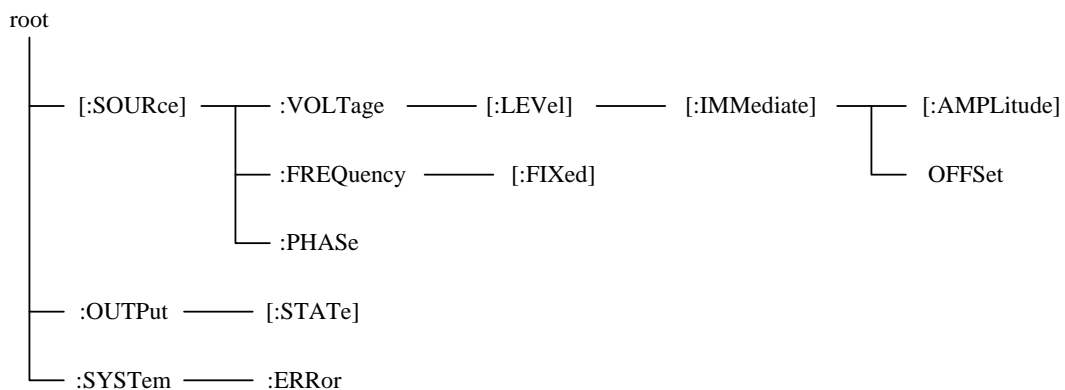 root
[:SOURce] :VOLTage [:LEVel] [:IMMediate] [:AMPLitude]
:FREQuency [:FIXed] OFFSet
:PHASe
:OUTPut [:STATe]
:SYSTem :ERRor